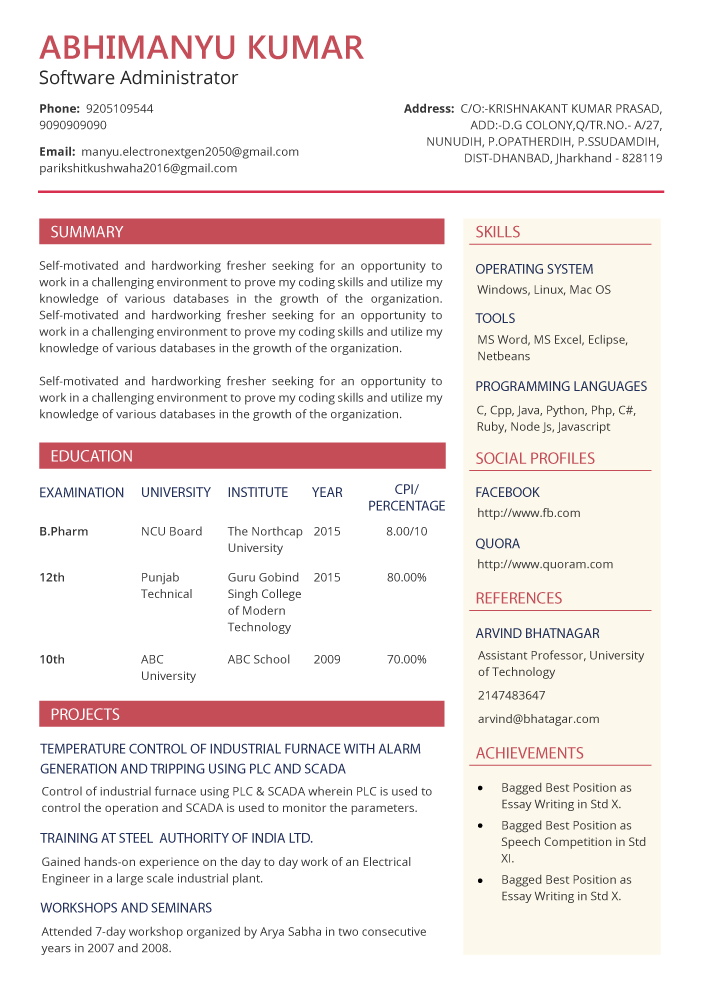 ABHIMANYU KUMAR
Software Administrator
Phone: 9205109544
9090909090
Email: manyu.electronextgen2050@gmail.com
parikshitkushwaha2016@gmail.com
Address: C/O:-KRISHNAKANT KUMAR PRASAD,
ADD:-D.G COLONY,Q/TR.NO.- A/27,
NUNUDIH, P.OPATHERDIH, P.SSUDAMDIH,
DIST-DHANBAD, Jharkhand - 828119
SUMMARY
Self-motivated and hardworking fresher seeking for an opportunity to
work in a challenging environment to prove my coding skills and utilize my
knowledge of various databases in the growth of the organization.
Self-motivated and hardworking fresher seeking for an opportunity to
work in a challenging environment to prove my coding skills and utilize my
knowledge of various databases in the growth of the organization.
Self-motivated and hardworking fresher seeking for an opportunity to
work in a challenging environment to prove my coding skills and utilize my
knowledge of various databases in the growth of the organization.
EDUCATION
EXAMINATION UNIVERSITY INSTITUTE YEAR CPI/
PERCENTAGE
B.Pharm NCU Board The Northcap 2015 8.00/10
University
12th Punjab Guru Gobind 2015 80.00%
Technical Singh College
of Modern
Technology
10th ABC ABC School 2009 70.00%
University
PROJECTS
TEMPERATURE CONTROL OF INDUSTRIAL FURNACE WITH ALARM
GENERATION AND TRIPPING USING PLC AND SCADA
Control of industrial furnace using PLC & SCADA wherein PLC is used to
control the operation and SCADA is used to monitor the parameters.
TRAINING AT STEEL AUTHORITY OF INDIA LTD.
Gained hands-on experience on the day to day work of an Electrical
Engineer in a large scale industrial plant.
WORKSHOPS AND SEMINARS
Attended 7-day workshop organized by Arya Sabha in two consecutive
years in 2007 and 2008.
SKILLS
OPERATING SYSTEM
Windows, Linux, Mac OS
TOOLS
MS Word, MS Excel, Eclipse,
Netbeans
PROGRAMMING LANGUAGES
C, Cpp, Java, Python, Php, C#,
Ruby, Node Js, Javascript
SOCIAL PROFILES
FACEBOOK
http://www.fb.com
QUORA
http://www.quoram.com
REFERENCES
ARVIND BHATNAGAR
Assistant Professor, University
of Technology
2147483647
arvind@bhatagar.com
ACHIEVEMENTS
• Bagged Best Position as
Essay Writing in Std X.
• Bagged Best Position as
Speech Competition in Std
XI.
• Bagged Best Position as
Essay Writing in Std X.